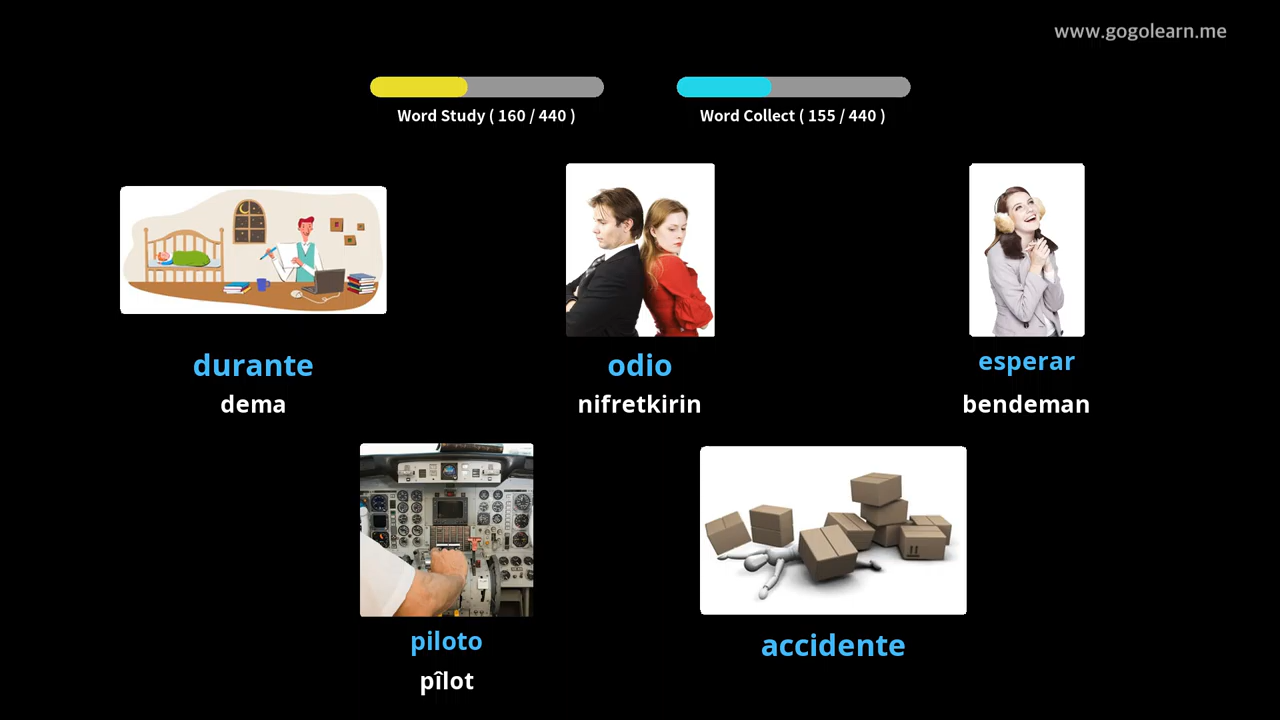 www.gogolearn.me
Word Study ( 160 / 440 )
Word Collect ( 155 / 440 )
durante
dema
odio
nifretkirin
esperar
bendeman
piloto
pîlot
accidente